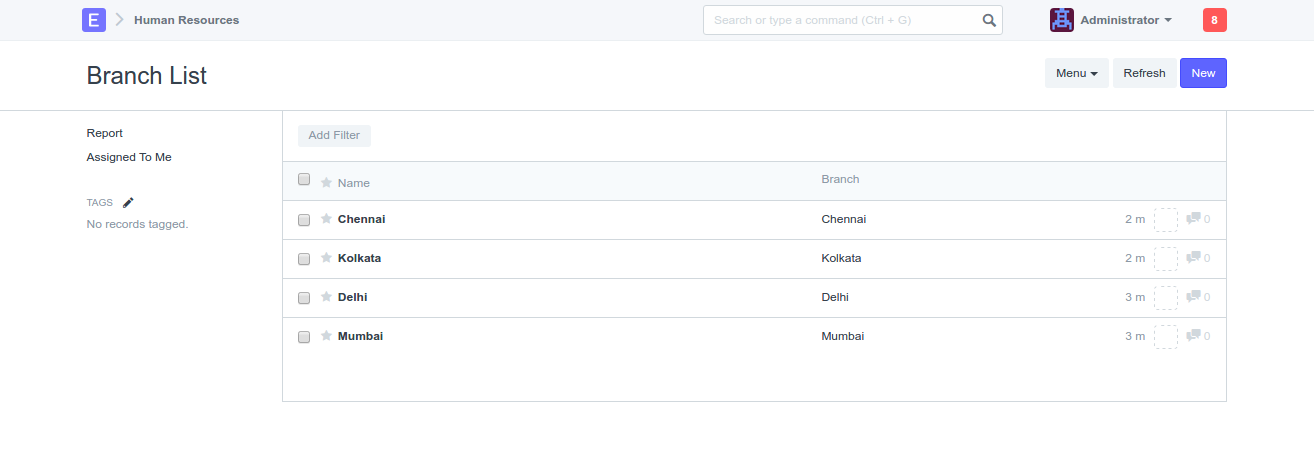 E Human Resources Search or type a command (Ctrl + G) Administrator 8
Branch List Menu Refresh New
Report
Assigned To Me
TAGS
No records tagged.
Add Filter
Name Branch
Chennai Chennai 2 m 0
Kolkata Kolkata 2 m 0
Delhi Delhi 3 m 0
Mumbai Mumbai 3 m 0